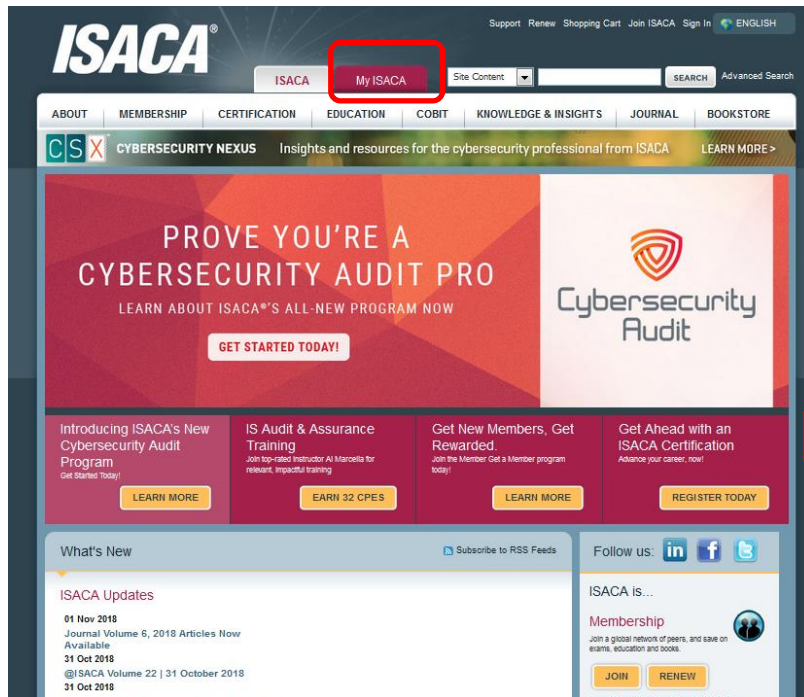 Support Renew Shopping Cart Join ISACA Sign In ENGLISH
ISACA®
ISACA My ISACA Site Content SEARCH Advanced Search
ABOUT MEMBERSHIP CERTIFICATION EDUCATION COBIT KNOWLEDGE & INSIGHTS JOURNAL BOOKSTORE
CSX CYBERSECURITY NEXUS Insights and resources for the cybersecurity professional from ISACA LEARN MORE >
PROVE YOU'RE A
CYBERSECURITY AUDIT PRO
LEARN ABOUT ISACA®'S ALL-NEW PROGRAM NOW
GET STARTED TODAY!
Cybersecurity
Audit
Introducing ISACA's New
Cybersecurity Audit
Program
Get Started Today!
LEARN MORE
IS Audit & Assurance
Training
Join top-rated instructor Al Marcella for
relevant, impactful training
EARN 32 CPES
Get New Members, Get
Rewarded.
Join the Member Get a Member program
today!
LEARN MORE
Get Ahead with an
ISACA Certification
Advance your career, now!
REGISTER TODAY
What's New Subscribe to RSS Feeds
ISACA Updates
01 Nov 2018
Journal Volume 6, 2018 Articles Now
Available
31 Oct 2018
@ISACA Volume 22 | 31 October 2018
31 Oct 2018
Follow us: in f t
ISACA is...
Membership
Join a global network of peers, and save on
exams, education and books.
JOIN RENEW